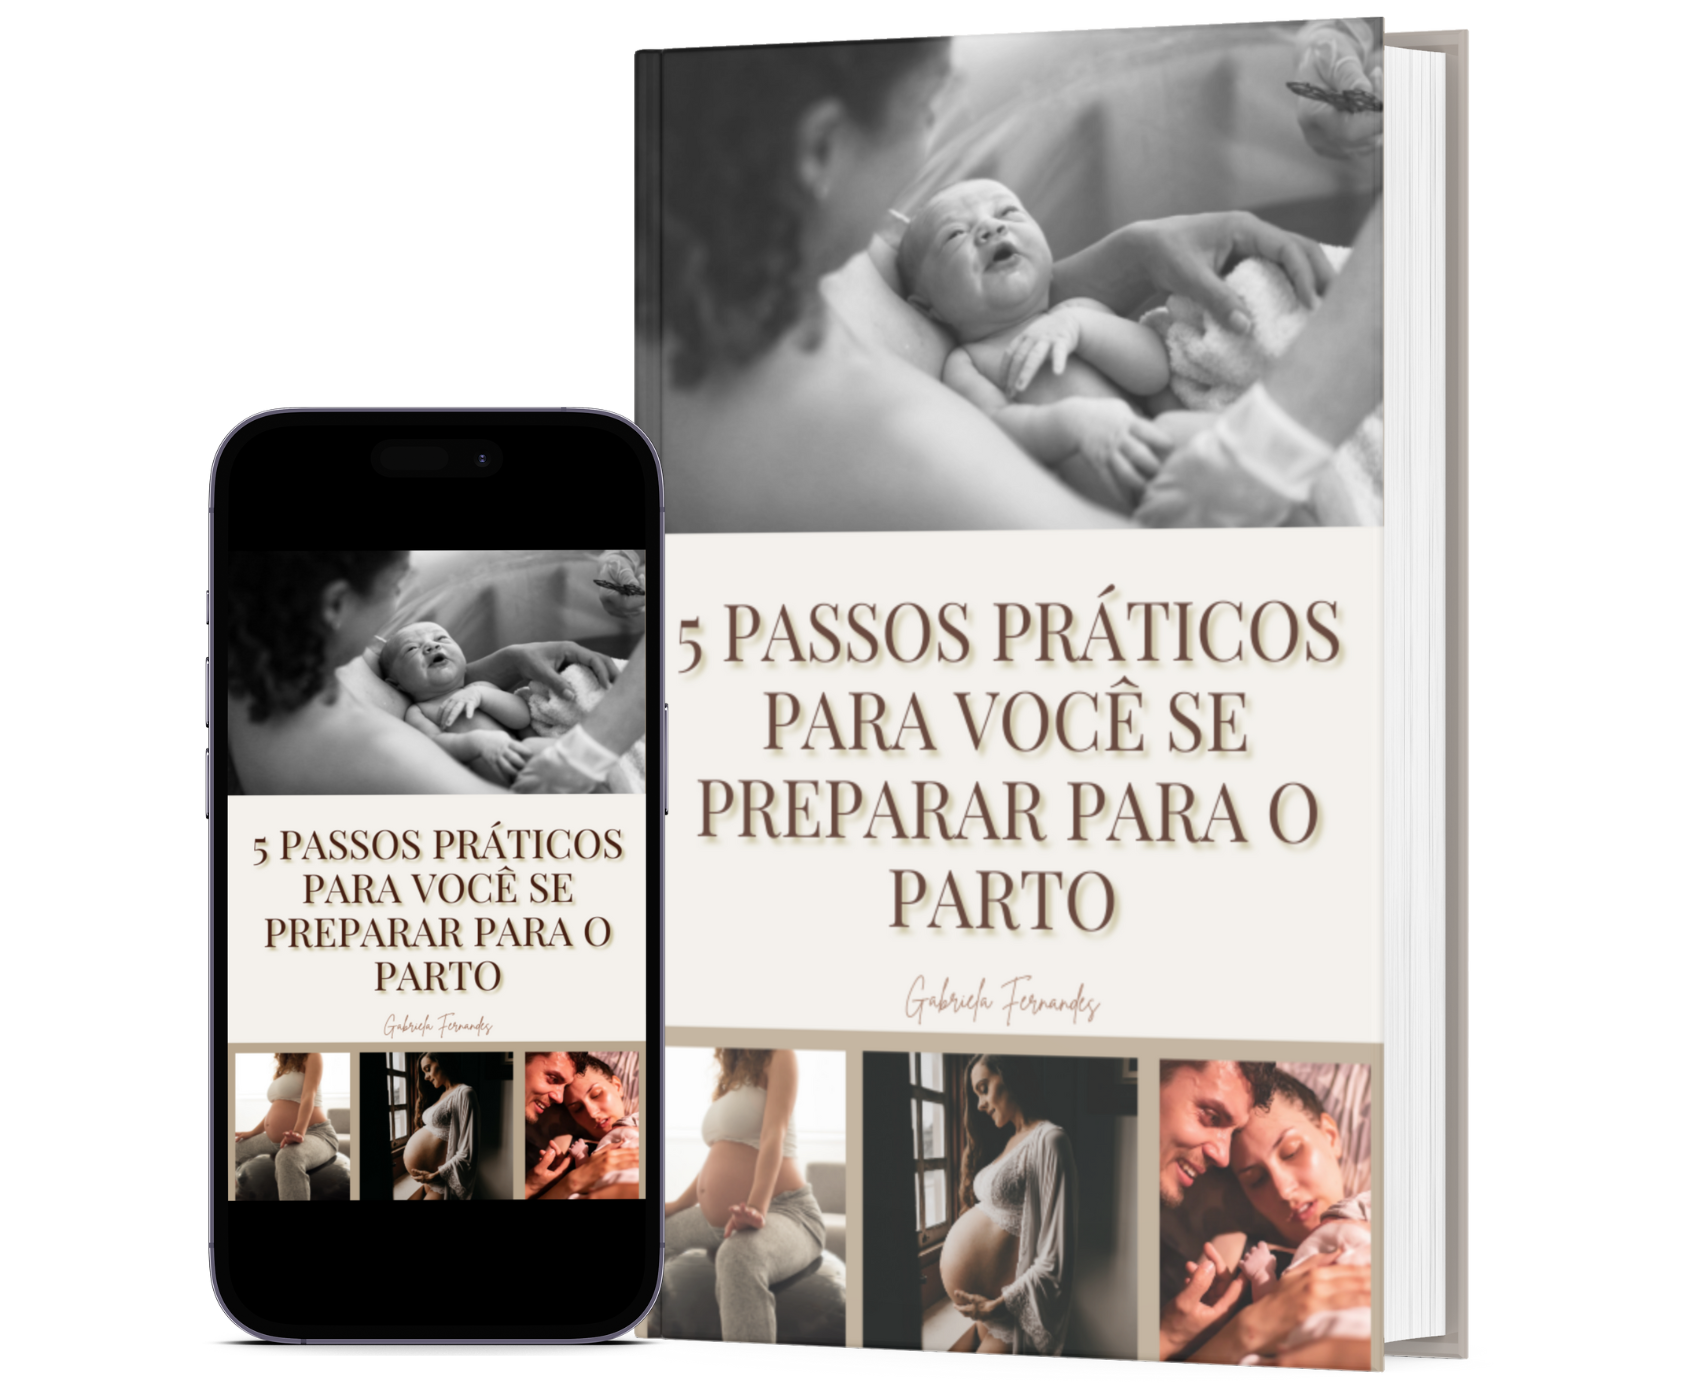 5 PASSOS PRÁTICOS
PARA VOCÊ SE
PREPARAR PARA O
PARTO
Gabriela Fernandes
5 PASSOS PRÁTICOS
PARA VOCÊ SE
PREPARAR PARA O
PARTO
Gabriela Fernandes